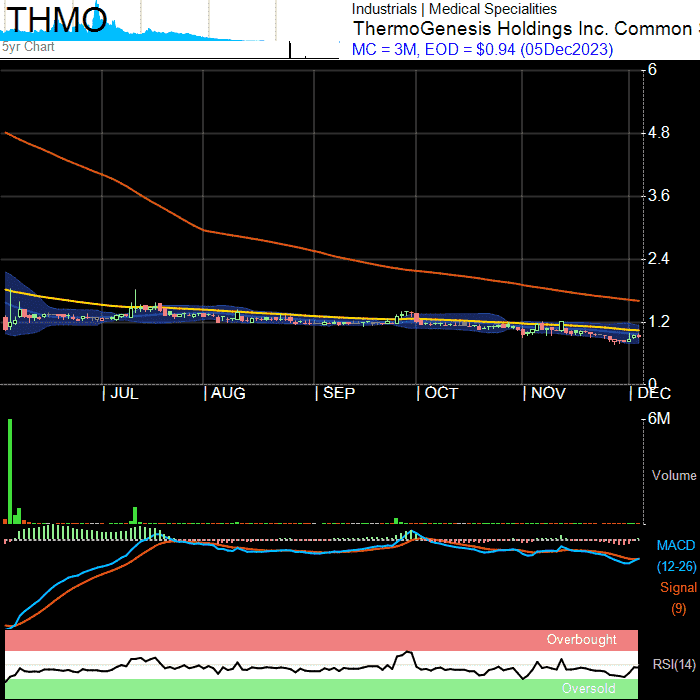 THMO
5yr Chart
Industrials | Medical Specialities
ThermoGenesis Holdings Inc. Common
MC = 3M, EOD = $0.94 (05Dec2023)
6
4.8
3.6
2.4
1.2
0
JUL AUG SEP OCT NOV DEC
6M
Volume
MACD
(12-26)
Signal
(9)
Overbought
RSI(14)
Oversold